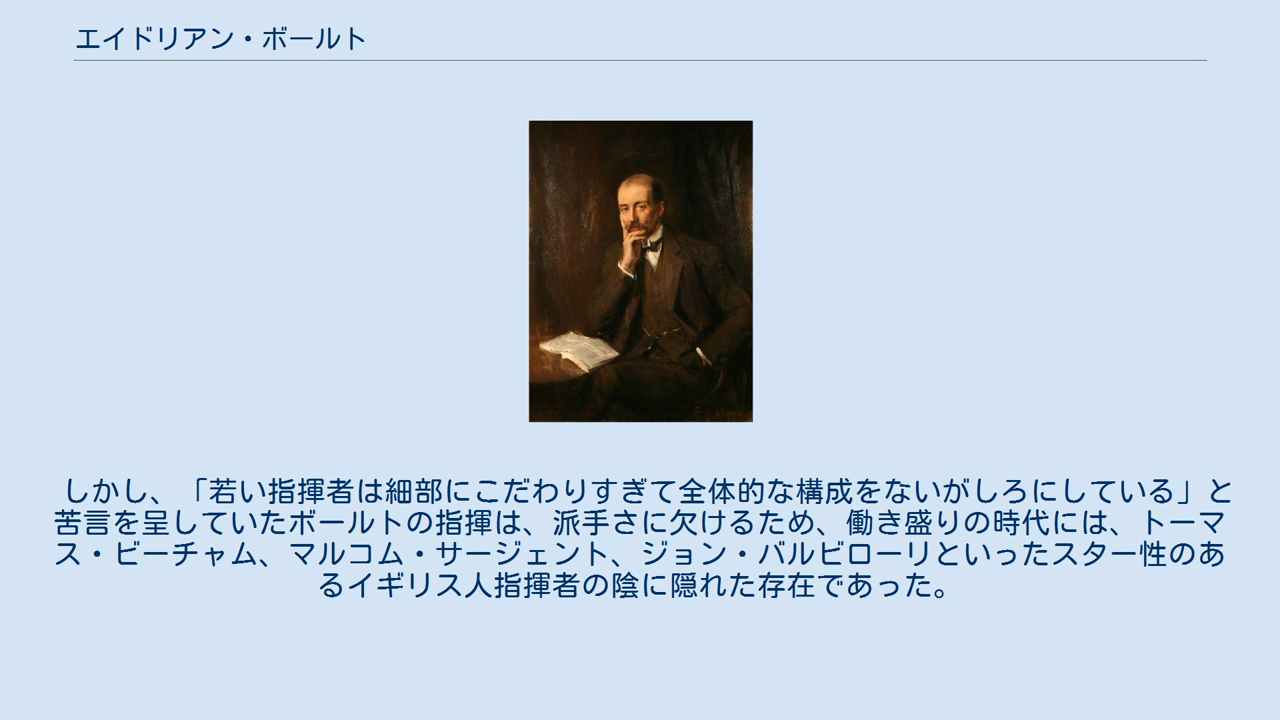 エイドリアン・ボールト
しかし、「若い指揮者は細部にこだわりすぎて全体的な構成をないがしろにしている」と
苦言を呈していたボールトの指揮は、派手さに欠けるため、働き盛りの時代には、トーマ
ス・ビーチャム、マルコム・サージェント、ジョン・バルビローリといったスター性のあ
るイギリス人指揮者の陰に隠れた存在であった。